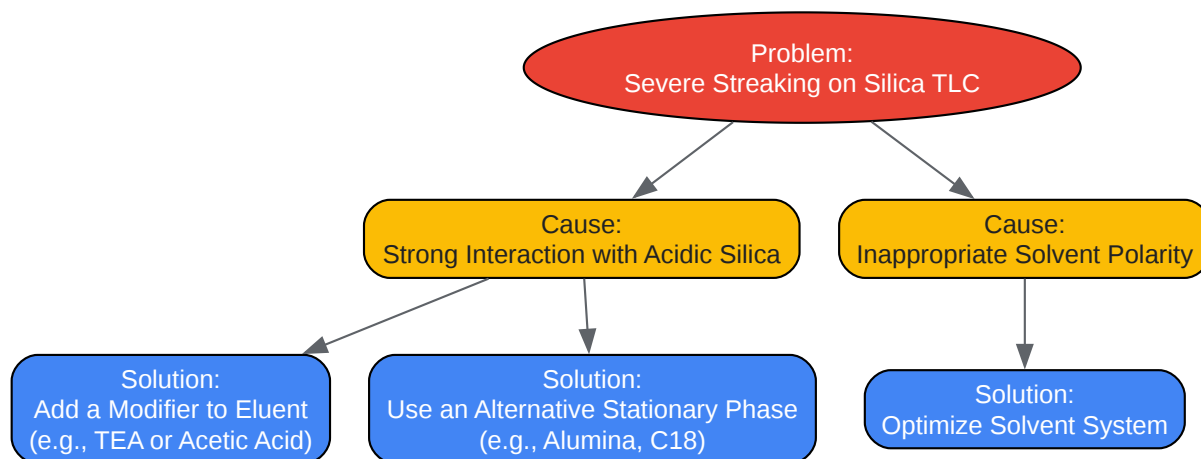 Problem:
Severe Streaking on Silica TLC
Cause:
Strong Interaction with Acidic Silica
Cause:
Inappropriate Solvent Polarity
Solution:
Add a Modifier to Eluent
(e.g., TEA or Acetic Acid)
Solution:
Use an Alternative Stationary Phase
(e.g., Alumina, C18)
Solution:
Optimize Solvent System